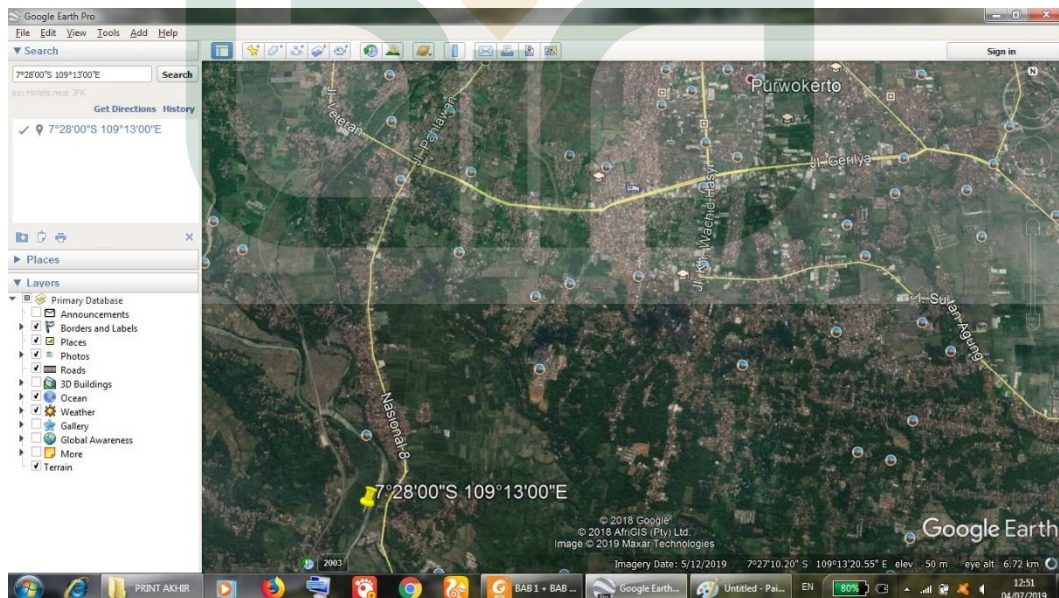 Google Earth Pro
File Edit View Tools Add Help
▼ Search
7°28'00"S 109°13'00"E Search
ex: Hotels near JFK
Get Directions History
7°28'00"S 109°13'00"E
Places
Layers
Primary Database
Announcements
Borders and Labels
Places
Photos
Roads
3D Buildings
Ocean
Weather
Gallery
Global Awareness
More
Terrain
Sign in
N
Purwokerto
Jl. Veteran
Jl. Pahlawan
Jl. Gerilya
Jl. Kh. Wachid Hasyi
Jl. Sultan Agung
Nasional 8
7°28'00"S 109°13'00"E
© 2018 Google
© 2018 AfriGIS (Pty) Ltd.
Image © 2019 Maxar Technologies
Google Earth
2003
Imagery Date: 5/12/2019 7°27'10.20" S 109°13'20.55" E elev 50 m eye alt 6.72 km
PRINT AKHIR
BAB 1 + BAB ...
Google Earth...
Untitled - Pai...
EN
80%
12:51
04/07/2019